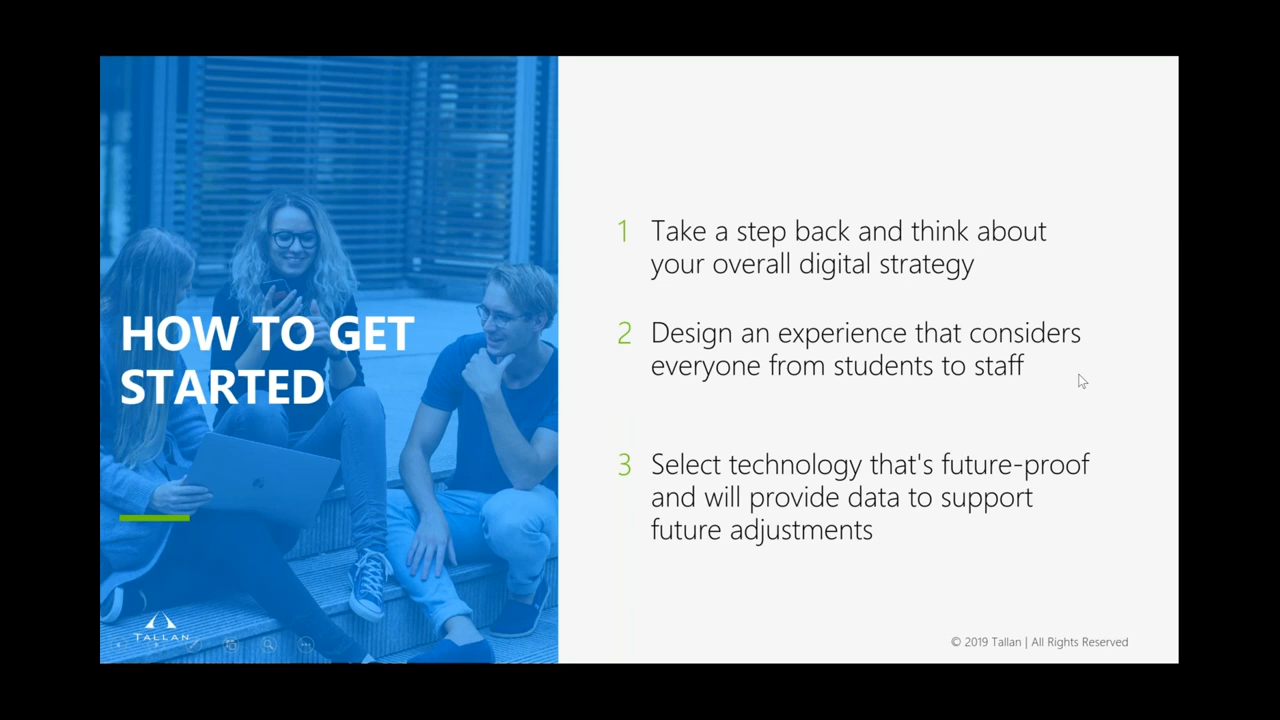 HOW TO GET
STARTED
TALLAN
1 Take a step back and think about
your overall digital strategy
2 Design an experience that considers
everyone from students to staff
3 Select technology that's future-proof
and will provide data to support
future adjustments
© 2019 Tallan | All Rights Reserved